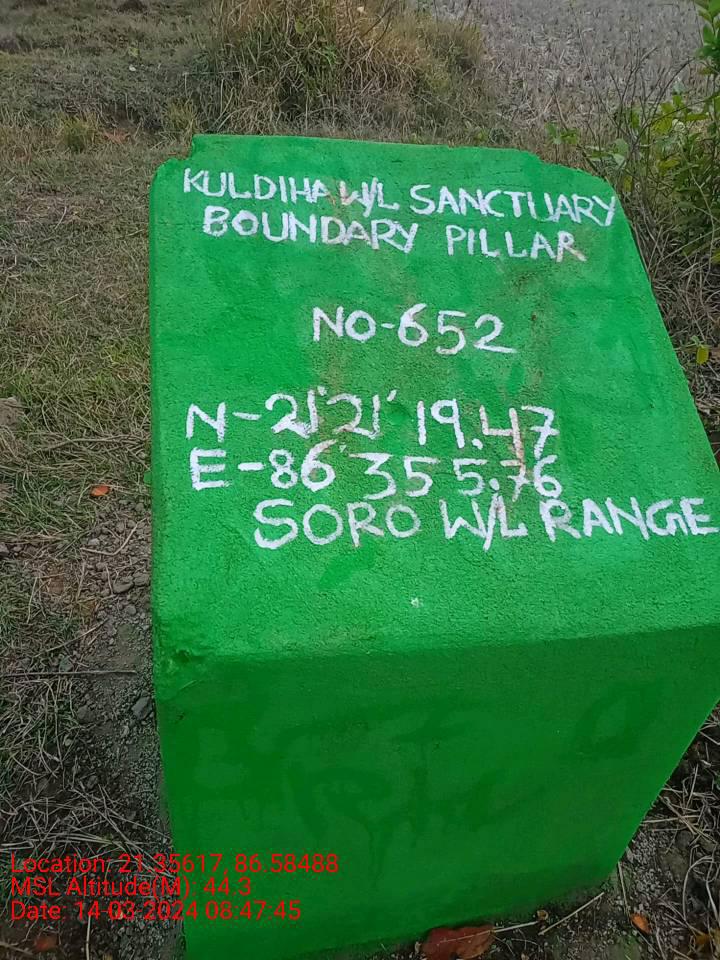 KULDIHA W/L SANCTUARY
BOUNDARY PILLAR
NO-652
N-21°21' 19.47
E-86°35 5.76
SORO W/L RANGE
Location: 21.35617, 86.58488
MSL Altitude(M): 44.3
Date: 14-03-2024 08:47:45